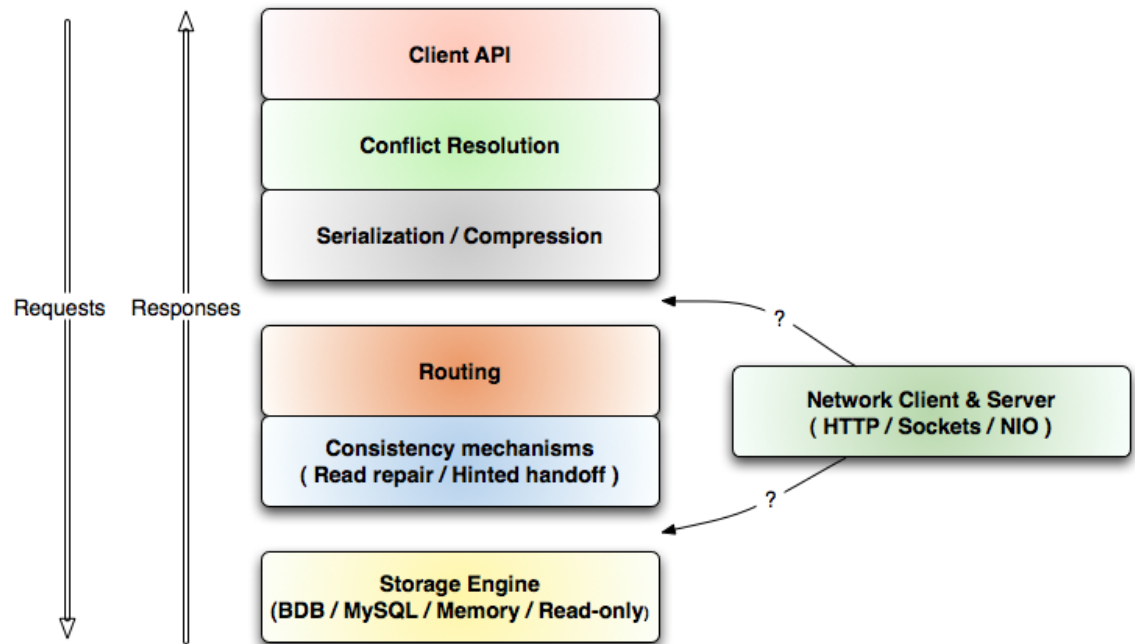 Client API
Conflict Resolution
Serialization / Compression
Requests
Responses
?
Routing
Network Client & Server
( HTTP / Sockets / NIO )
Consistency mechanisms
( Read repair / Hinted handoff )
?
Storage Engine
(BDB / MySQL / Memory / Read-only)